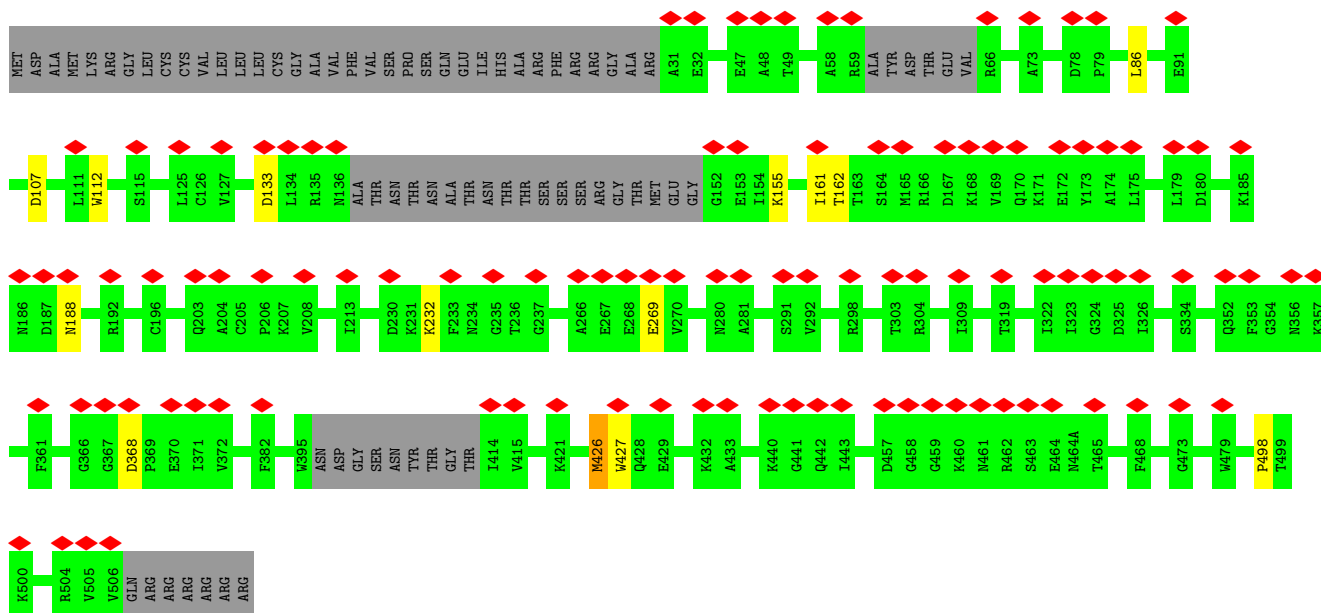 MET ASP ALA MET LYS ARG GLY LEU CYS CYS VAL LEU LEU LEU CYS GLY ALA VAL PHE VAL SER PRO SER GLN GLU ILE HIS ALA ARG PHE ARG ARG GLY ALA ARG A31 E32 E47 A48 T49 A58 R59 ALA TYR ASP THR GLU VAL R66 A73 D78 P79 L86 E91
D107 L111 W112 S115 L125 C126 V127 D133 L134 R135 N136 ALA THR ASN THR THR ASN ALA THR ASN THR THR SER SER SER ARG GLY THR MET GLU GLY G152 E153 I154 K155 I161 T162 T163 S164 M165 R166 D167 K168 V169 Q170 K171 E172 Y173 A174 L175 L179 D180 K185
N186 D187 N188 R192 C196 Q203 A204 C205 P206 K207 V208 I213 D230 K231 K232 F233 N234 G235 T236 G237 A266 E267 E268 E269 V270 N280 A281 S291 V292 R298 T303 R304 I309 T319 I322 I323 G324 D325 I326 S334 Q352 F353 G354 N356 K357
F361 G366 G367 D368 P369 E370 I371 V372 F382 W395 ASN ASP GLY SER ASN TYR THR GLY THR I414 V415 K421 M426 W427 Q428 E429 K432 A433 K440 G441 Q442 I443 D457 G458 G459 K460 N461 R462 S463 E464 N464A T465 F468 G473 W479 P498 T499
K500 R504 V505 V506 GLN ARG ARG ARG ARG ARG ARG